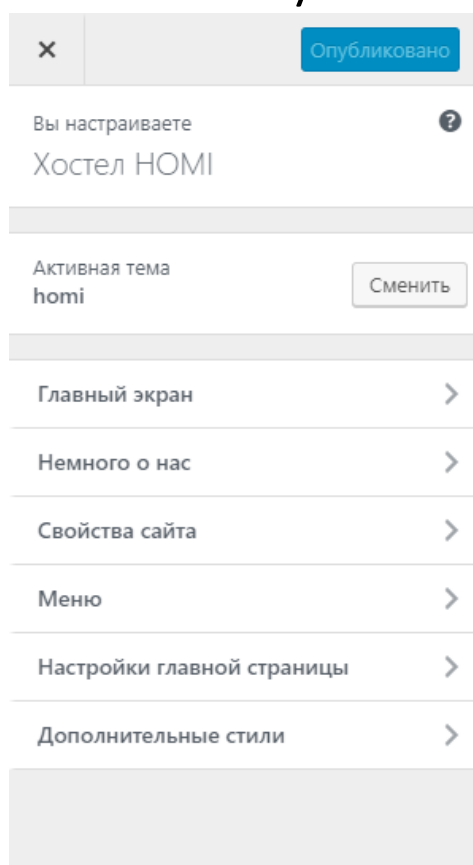 Опубликовано
Вы настраиваете
Хостел HOMI
Активная тема
homi
Сменить
Главный экран
Немного о нас
Свойства сайта
Меню
Настройки главной страницы
Дополнительные стили